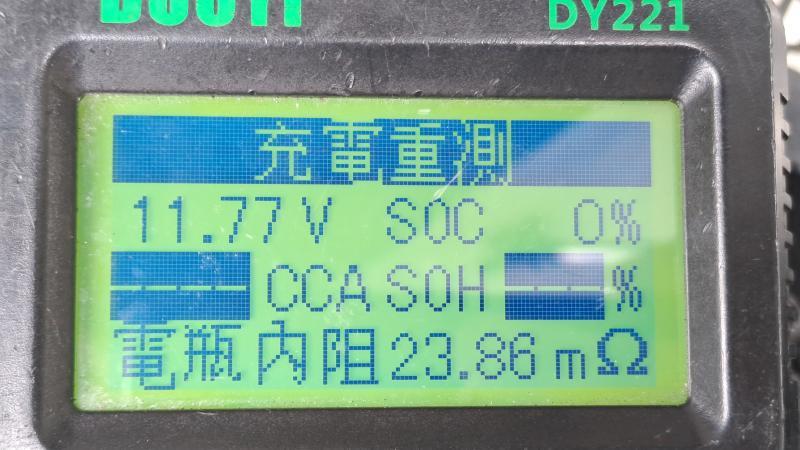 DY221
充電重測
11.77 V SOC 0%
---- CCA SOH ----%
電瓶內阻 23.86 mΩ